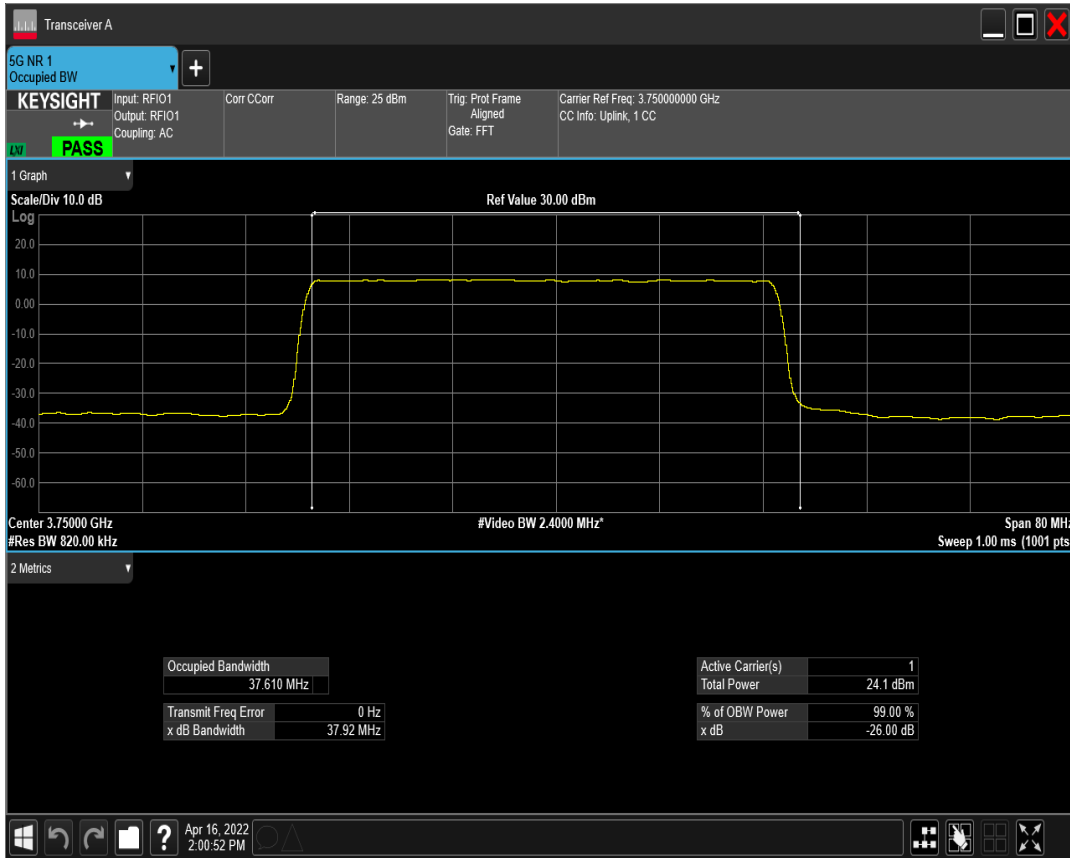 Transceiver A
5G NR 1
Occupied BW
KEYSIGHT
LXI
PASS
Input: RFIO1
Output: RFIO1
Coupling: AC
Corr CCorr
Range: 25 dBm
Trig: Prot Frame
Aligned
Gate: FFT
Carrier Ref Freq: 3.750000000 GHz
CC Info: Uplink, 1 CC
1 Graph
Scale/Div 10.0 dB
Ref Value 30.00 dBm
Log
20.0
10.0
0.00
-10.0
-20.0
-30.0
-40.0
-50.0
-60.0
Center 3.75000 GHz
#Video BW 2.4000 MHz*
Span 80 MHz
#Res BW 820.00 kHz
Sweep 1.00 ms (1001 pts
2 Metrics
Occupied Bandwidth
37.610 MHz
Transmit Freq Error 0 Hz
x dB Bandwidth 37.92 MHz
Active Carrier(s) 1
Total Power 24.1 dBm
% of OBW Power 99.00 %
x dB -26.00 dB
?
Apr 16, 2022
2:00:52 PM